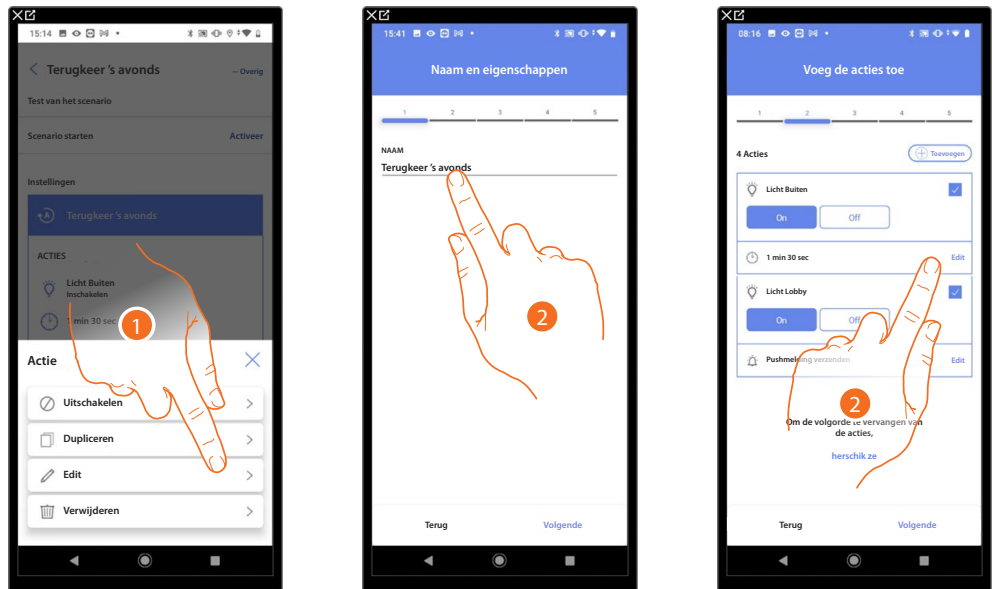 15:14
Terugkeer 's avonds
– Overig
Test van het scenario
Scenario starten
Activeer
Instellingen
Terugkeer 's avonds
ACTIES
Licht Buiten
Inschakelen
min 30 sec
1
Actie
Uitschakelen
Dupliceren
Edit
Verwijderen
15:41
Naam en eigenschappen
1 2 3 4 5
NAAM
Terugkeer 's avonds
2
Terug
Volgende
08:16
Voeg de acties toe
1 2 3 4 5
4 Acties
Toevoegen
Licht Buiten
On
Off
1 min 30 sec
Edit
Licht Lobby
On
Off
Pushmelding verzenden
Edit
2
Om de volgorde te vervangen van
de acties,
herschik ze
Terug
Volgende